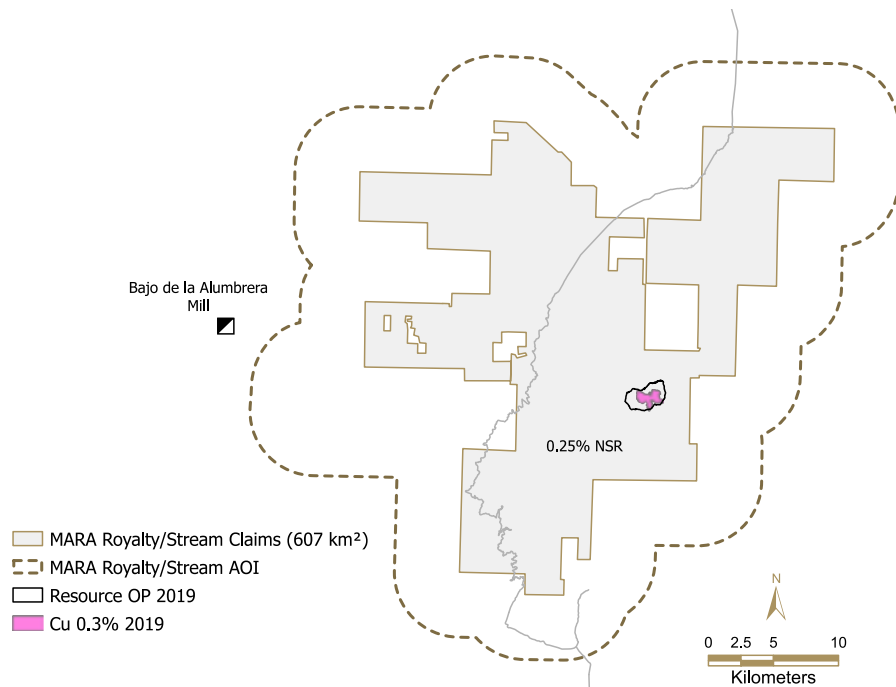 Bajo de la Alumbrera
Mill
0.25% NSR
MARA Royalty/Stream Claims (607 km²)
MARA Royalty/Stream AOI
Resource OP 2019
Cu 0.3% 2019
N
0 2.5 5 10
Kilometers